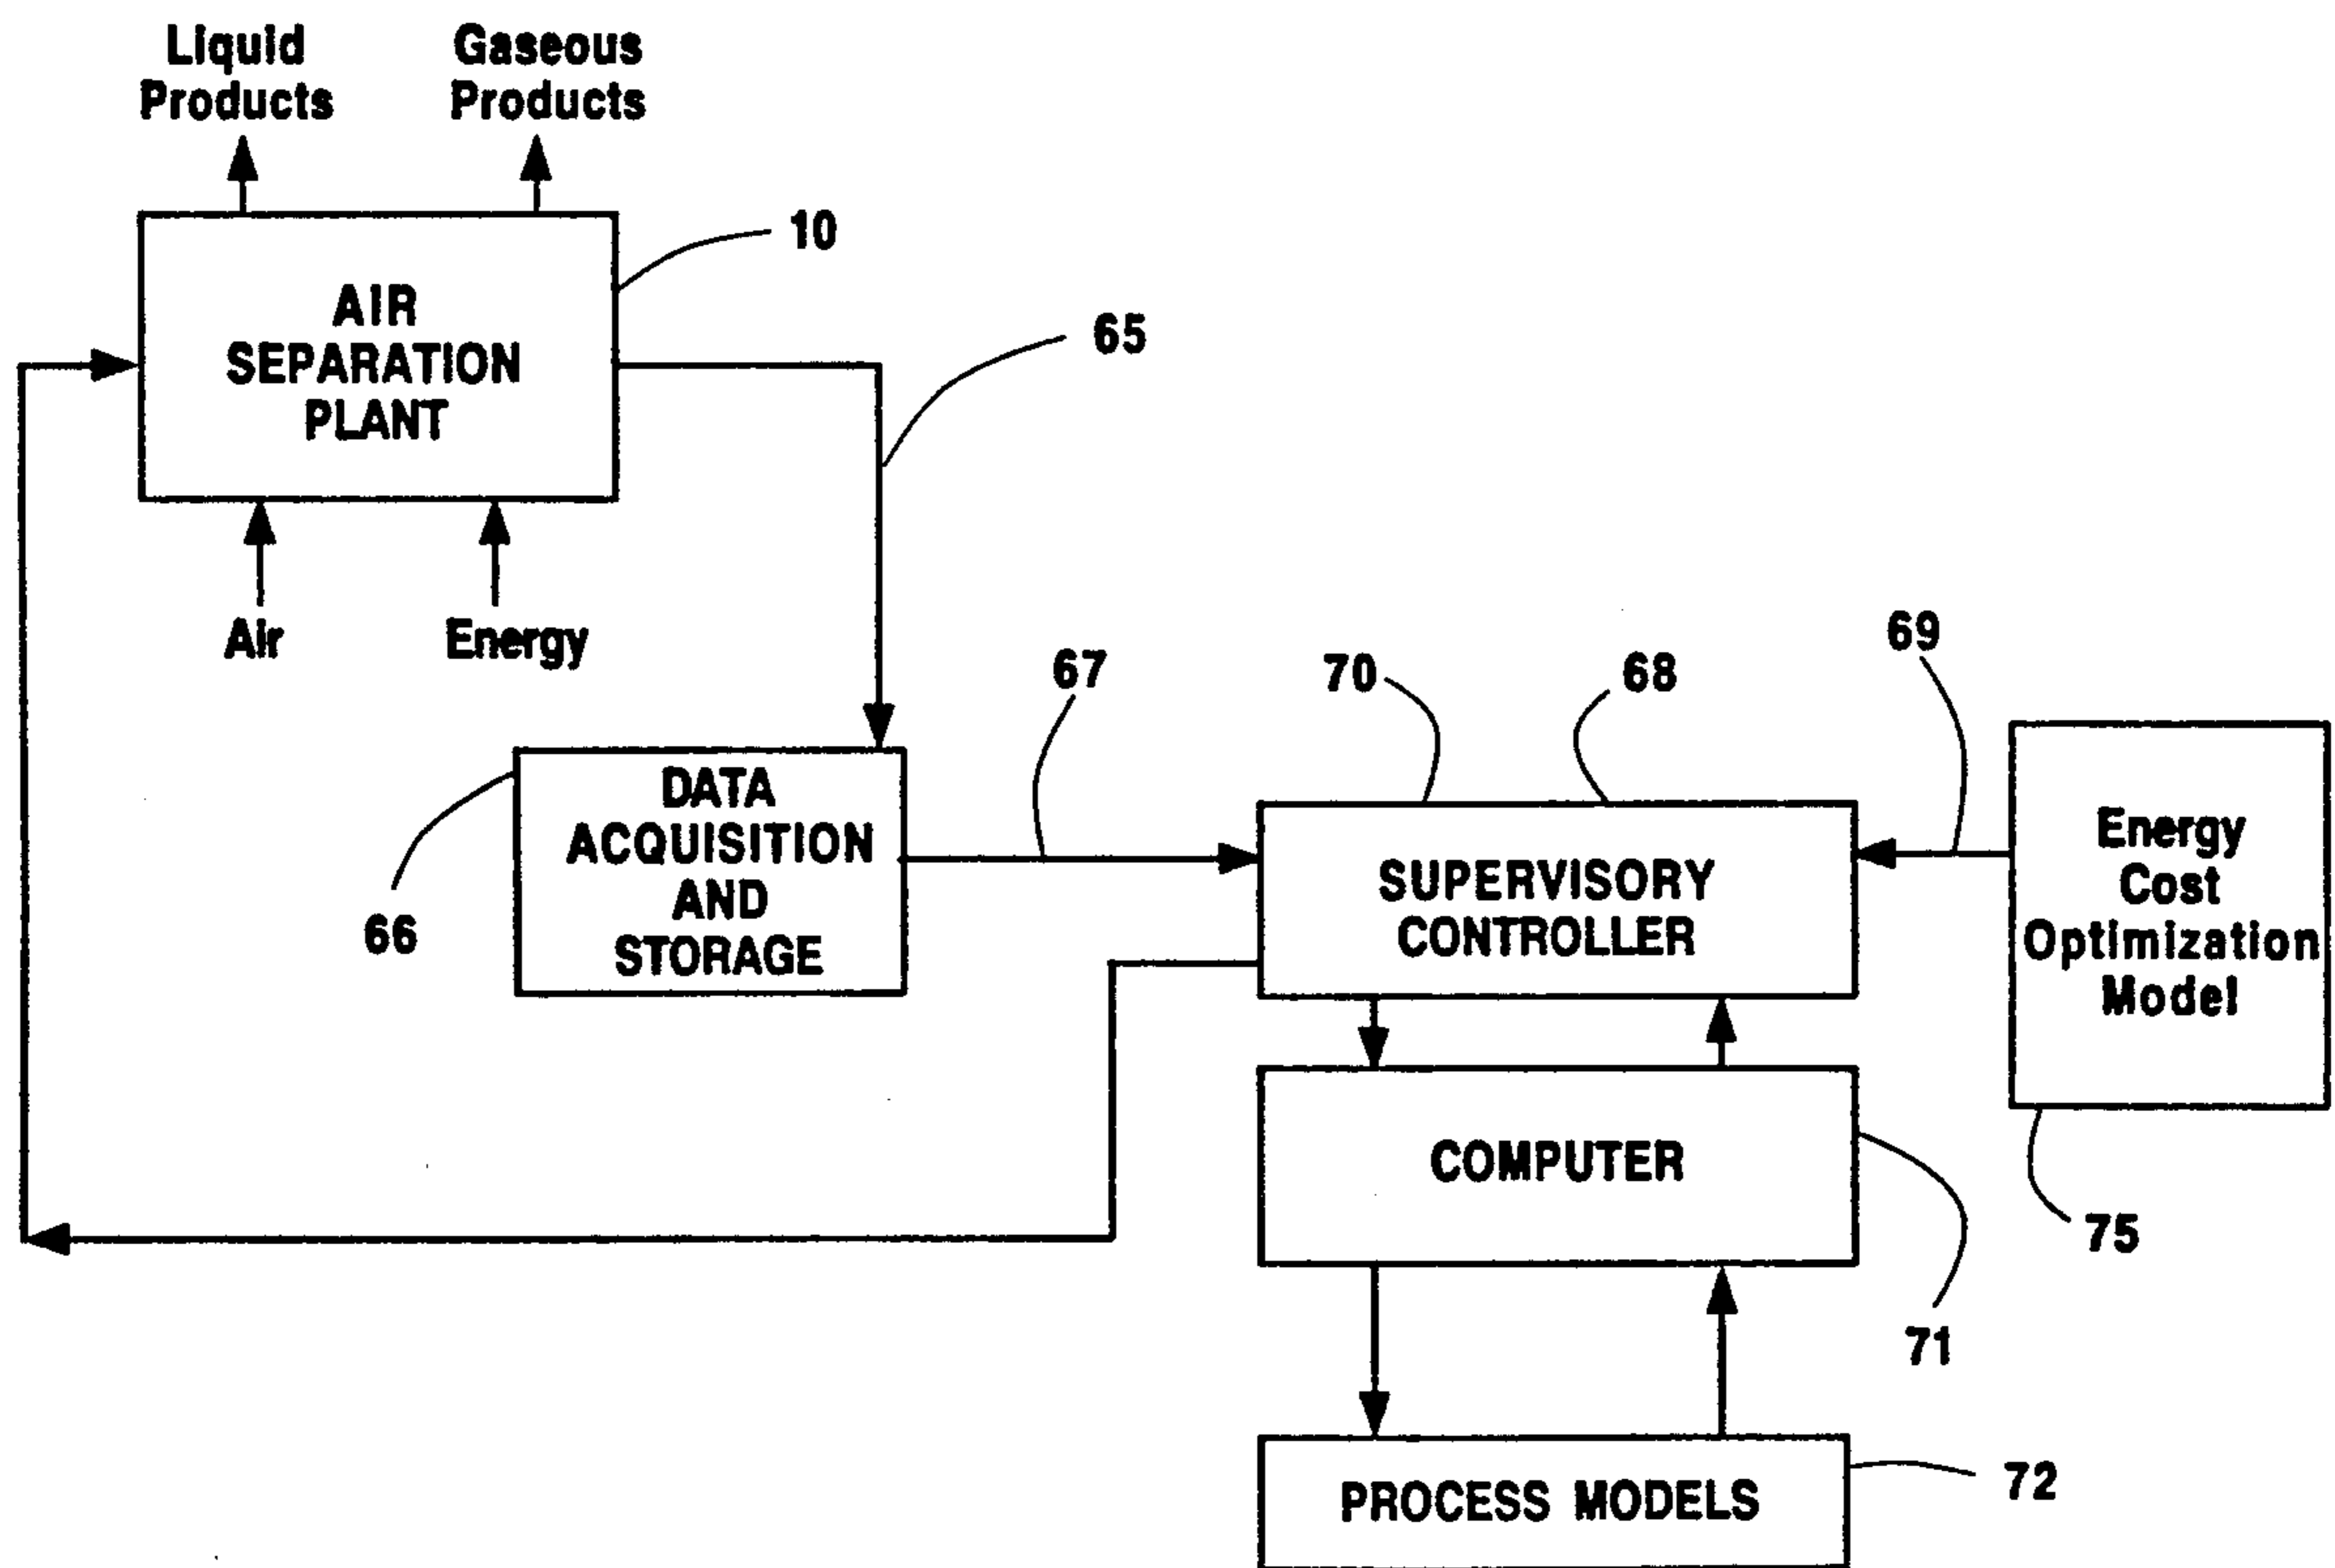 Liquid
Products
Gaseous
Products
10
AIR
SEPARATION
PLANT
65
Air
Energy
67
70
68
69
DATA
ACQUISITION
AND
STORAGE
66
SUPERVISORY
CONTROLLER
Energy
Cost
Optimization
Model
COMPUTER
75
71
PROCESS MODELS
72